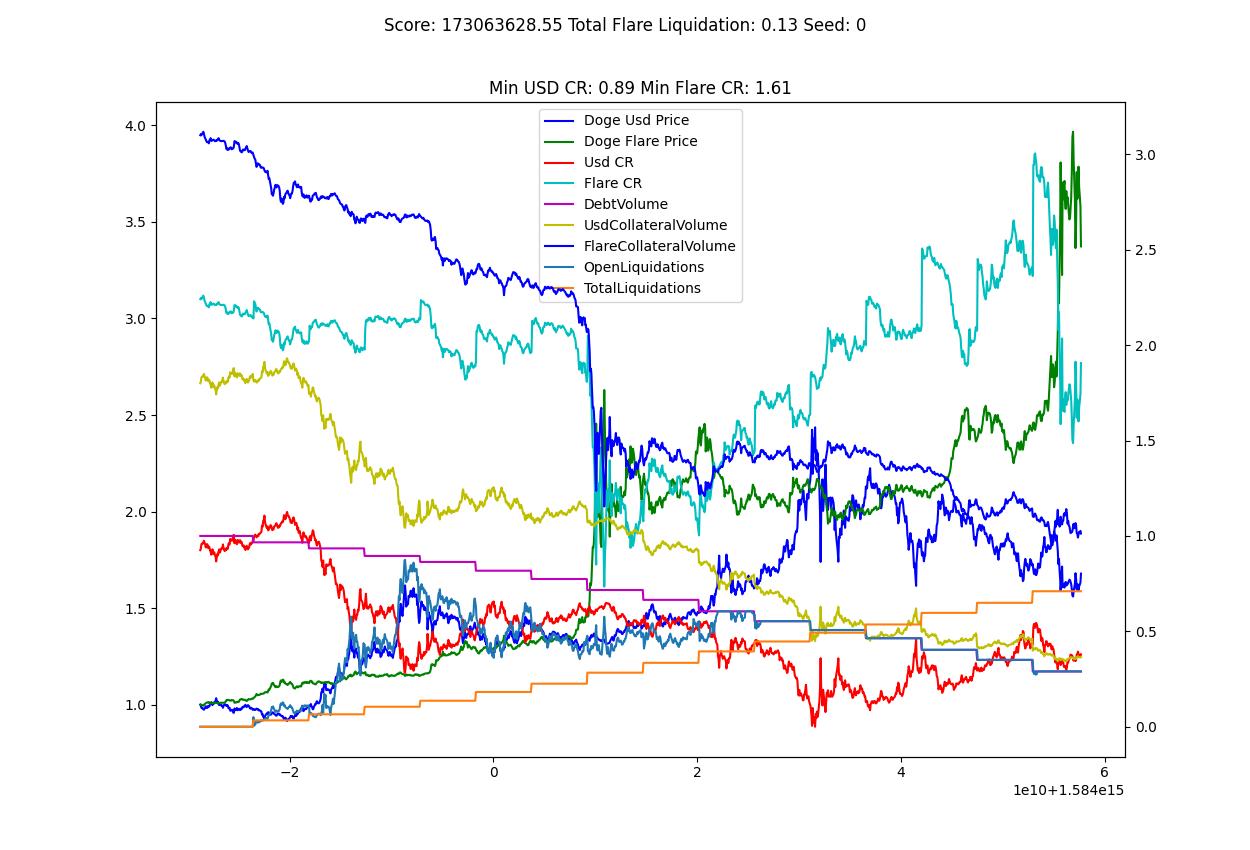 Score: 173063628.55 Total Flare Liquidation: 0.13 Seed: 0
Min USD CR: 0.89 Min Flare CR: 1.61
Doge Usd Price
Doge Flare Price
Usd CR
Flare CR
DebtVolume
UsdCollateralVolume
FlareCollateralVolume
OpenLiquidations
TotalLiquidations
4.0
3.5
3.0
2.5
2.0
1.5
1.0
3.0
2.5
2.0
1.5
1.0
0.5
0.0
−2 0 2 4 6
1e10+1.584e15